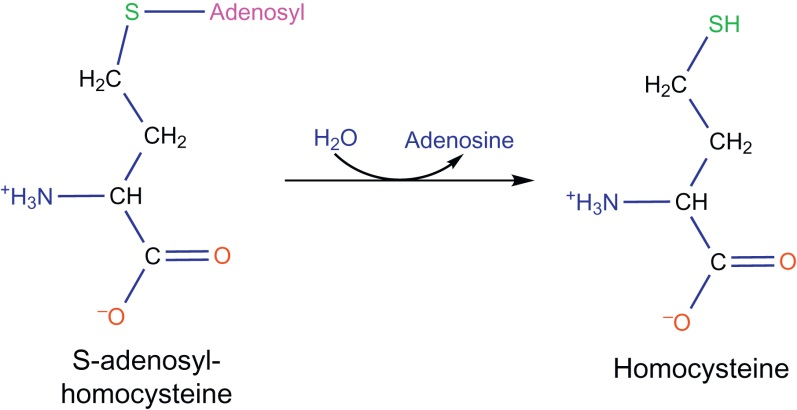 S—Adenosyl
H₂C
CH₂
⁺H₃N—CH
C=O
⁻O
S-adenosyl-
homocysteine
H₂O Adenosine
SH
H₂C
CH₂
⁺H₃N—CH
C=O
⁻O
Homocysteine